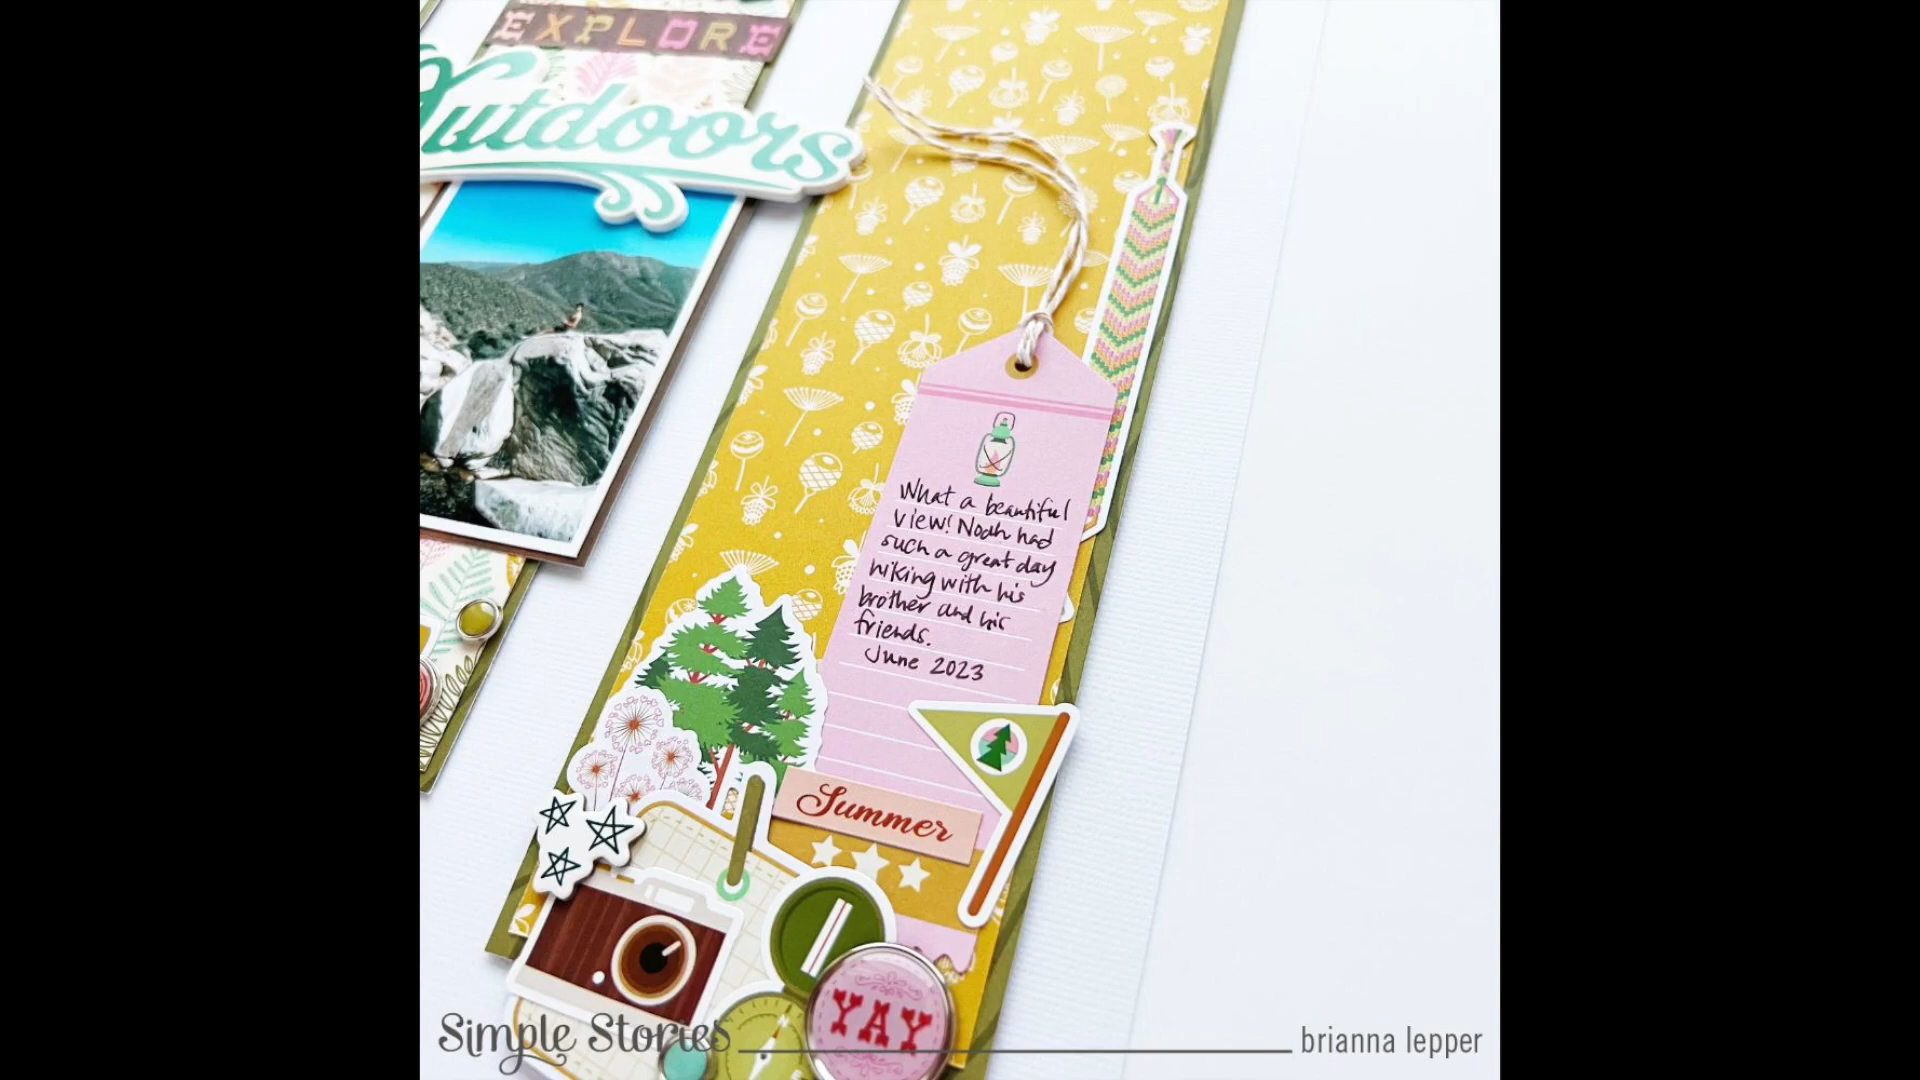 EXPLORE
Outdoors
What a beautiful
view! Noah had
such a great day
hiking with his
brother and his
friends.
June 2023
Summer
YAY
Simple Stories
brianna lepper